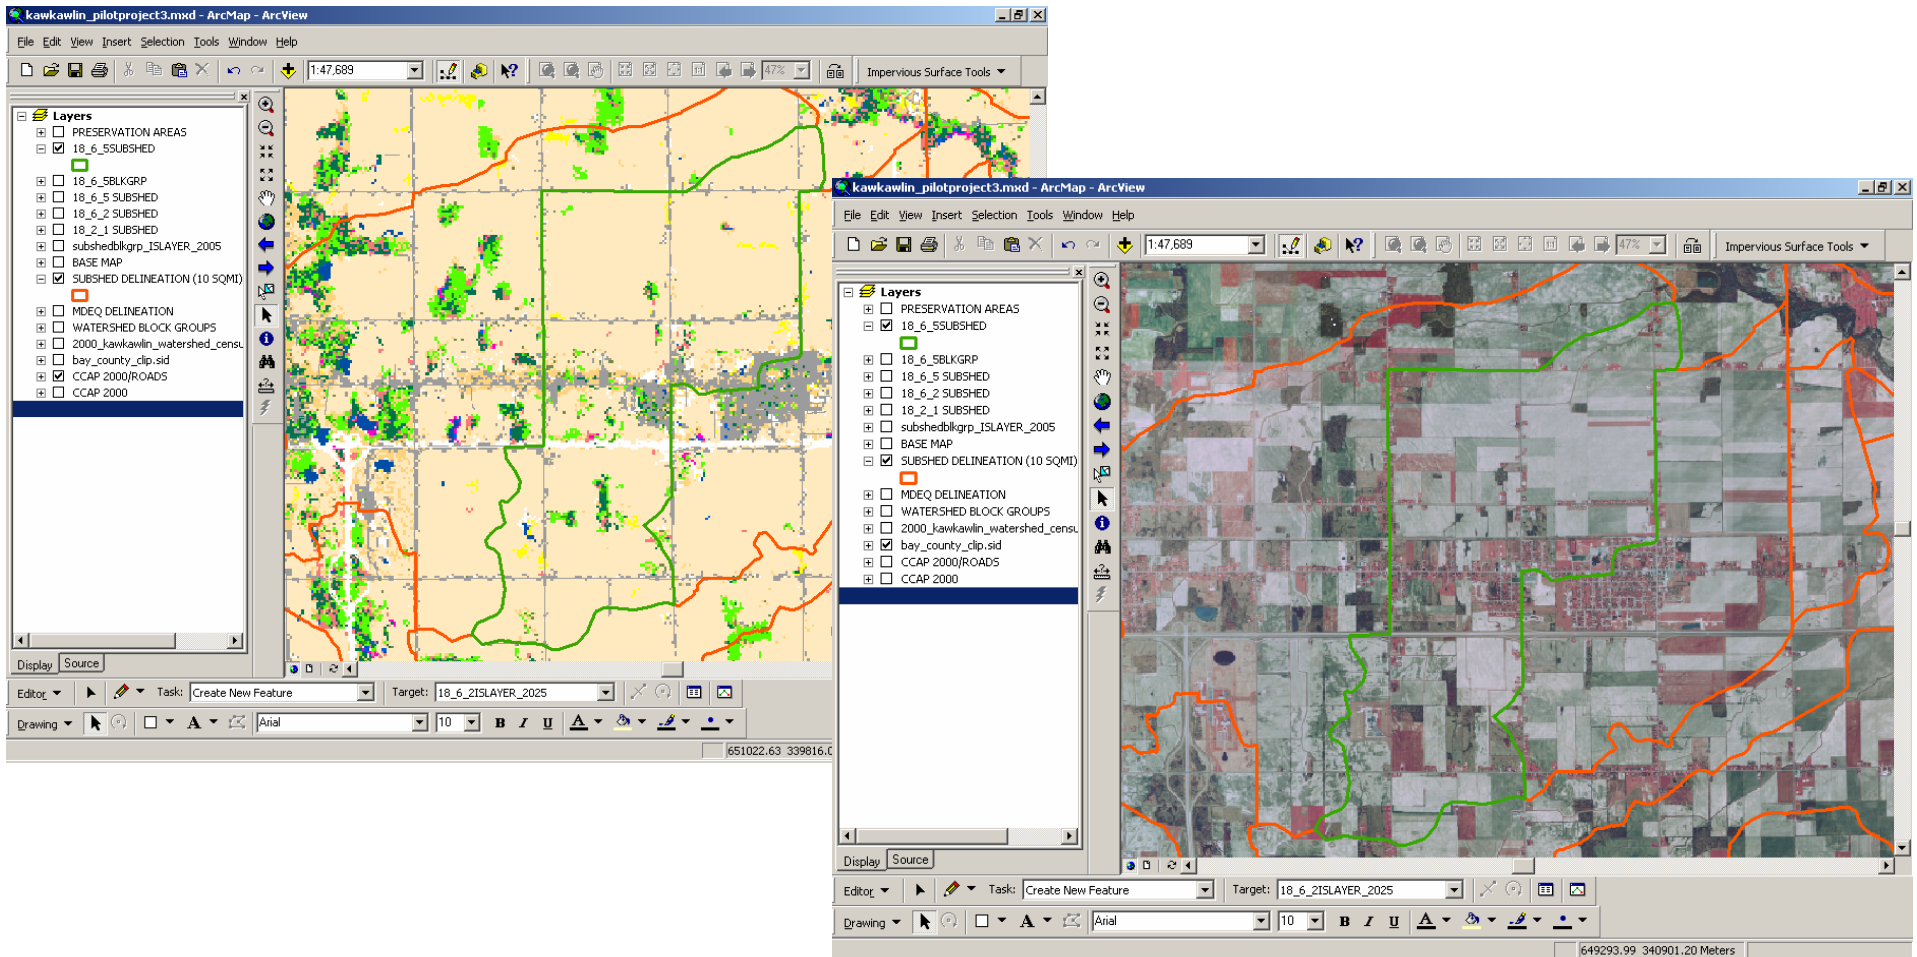 kawkawlin_pilotproject3.mxd - ArcMap - ArcView
File Edit View Insert Selection Tools Window Help
1:47,689
47%
Impervious Surface Tools
Layers
PRESERVATION AREAS
18_6_5SUBSHED
18_6_5BLKGRP
18_6_5 SUBSHED
18_6_2 SUBSHED
18_2_1 SUBSHED
subshedblkgrp_ISLAYER_2005
BASE MAP
SUBSHED DELINEATION (10 SQMI)
MDEQ DELINEATION
WATERSHED BLOCK GROUPS
2000_kawkawlin_watershed_censu
bay_county_clip.sid
CCAP 2000/ROADS
CCAP 2000
Display Source
Editor Task: Create New Feature Target: 18_6_2ISLAYER_2025
Drawing A Arial 10 B I U A
651022.63 339816.0
kawkawlin_pilotproject3.mxd - ArcMap - ArcView
File Edit View Insert Selection Tools Window Help
1:47,689
47%
Impervious Surface Tools
Layers
PRESERVATION AREAS
18_6_5SUBSHED
18_6_5BLKGRP
18_6_5 SUBSHED
18_6_2 SUBSHED
18_2_1 SUBSHED
subshedblkgrp_ISLAYER_2005
BASE MAP
SUBSHED DELINEATION (10 SQMI)
MDEQ DELINEATION
WATERSHED BLOCK GROUPS
2000_kawkawlin_watershed_censu
bay_county_clip.sid
CCAP 2000/ROADS
CCAP 2000
Display Source
Editor Task: Create New Feature Target: 18_6_2ISLAYER_2025
Drawing A Arial 10 B I U A
649293.99 340901.20 Meters